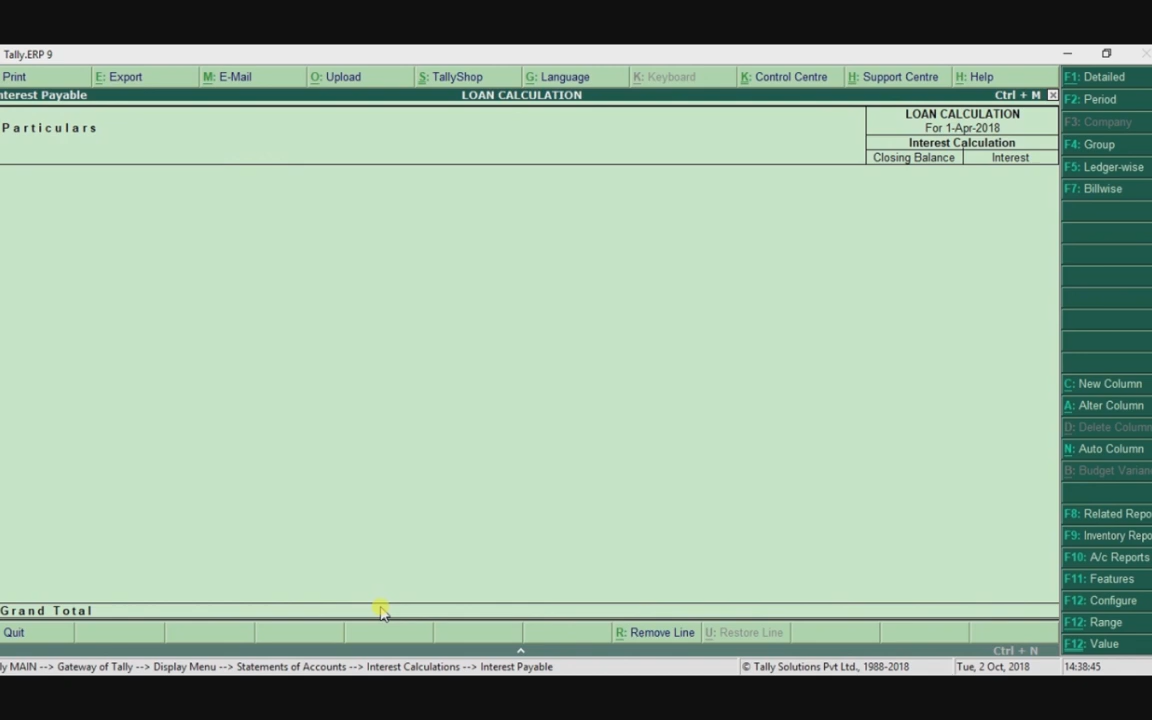 Tally.ERP 9
Print E: Export M: E-Mail O: Upload S: TallyShop G: Language K: Keyboard K: Control Centre H: Support Centre H: Help
nterest Payable LOAN CALCULATION Ctrl + M
Particulars
LOAN CALCULATION
For 1-Apr-2018
Interest Calculation
Closing Balance Interest
Grand Total
Quit R: Remove Line U: Restore Line
Ctrl + N
ly MAIN --> Gateway of Tally --> Display Menu --> Statements of Accounts --> Interest Calculations --> Interest Payable © Tally Solutions Pvt Ltd., 1988-2018 Tue, 2 Oct, 2018 14:38:45
F1: Detailed
F2: Period
F3: Company
F4: Group
F5: Ledger-wise
F7: Billwise
C: New Column
A: Alter Column
D: Delete Column
N: Auto Column
B: Budget Varian
F8: Related Repo
F9: Inventory Repo
F10: A/c Reports
F11: Features
F12: Configure
F12: Range
F12: Value